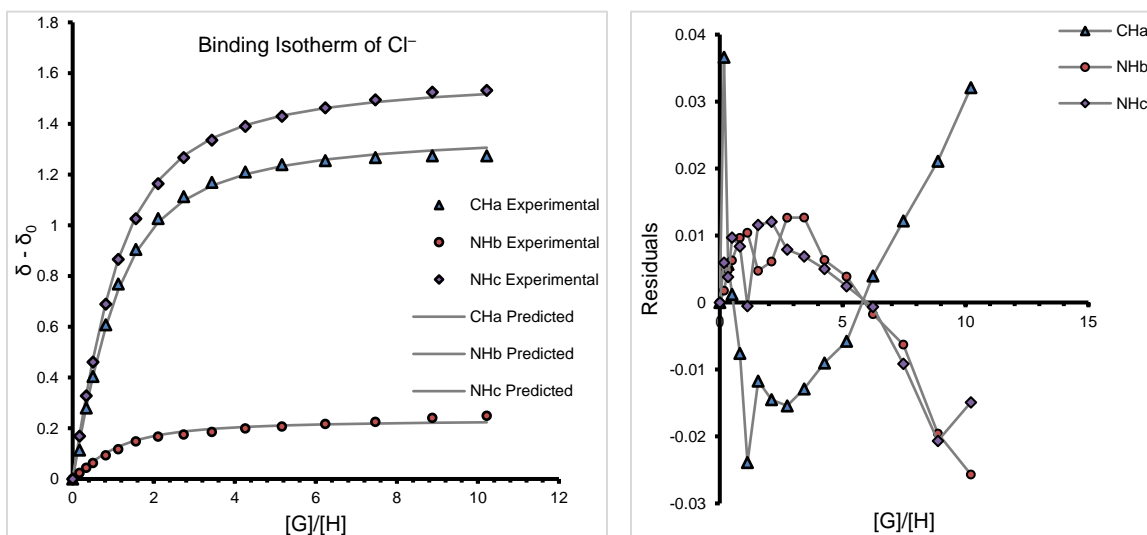 Binding Isotherm of Cl⁻
δ - δ₀
1.8
1.6
1.4
1.2
1
0.8
0.6
0.4
0.2
0
0 2 4 6 8 10 12
[G]/[H]
CHa Experimental
NHb Experimental
NHc Experimental
CHa Predicted
NHb Predicted
NHc Predicted
CHa
NHb
NHc
Residuals
0.04
0.03
0.02
0.01
0
-0.01
-0.02
-0.03
0 5 10 15
[G]/[H]